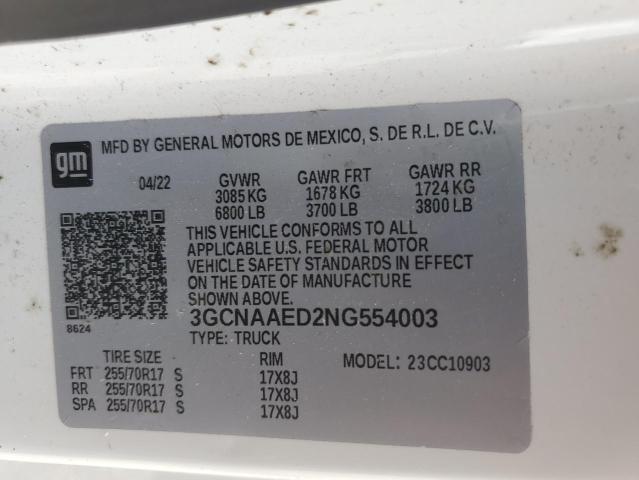 gm
MFD BY GENERAL MOTORS DE MEXICO, S. DE R.L. DE C.V.
04/22 GVWR GAWR FRT GAWR RR
3085 KG 1678 KG 1724 KG
6800 LB 3700 LB 3800 LB
THIS VEHICLE CONFORMS TO ALL
APPLICABLE U.S. FEDERAL MOTOR
VEHICLE SAFETY STANDARDS IN EFFECT
ON THE DATE OF MANUFACTURE
SHOWN ABOVE.
8624
3GCNAAED2NG554003
TYPE: TRUCK
TIRE SIZE RIM MODEL: 23CC10903
FRT 255/70R17 S 17X8J
RR 255/70R17 S 17X8J
SPA 255/70R17 S 17X8J